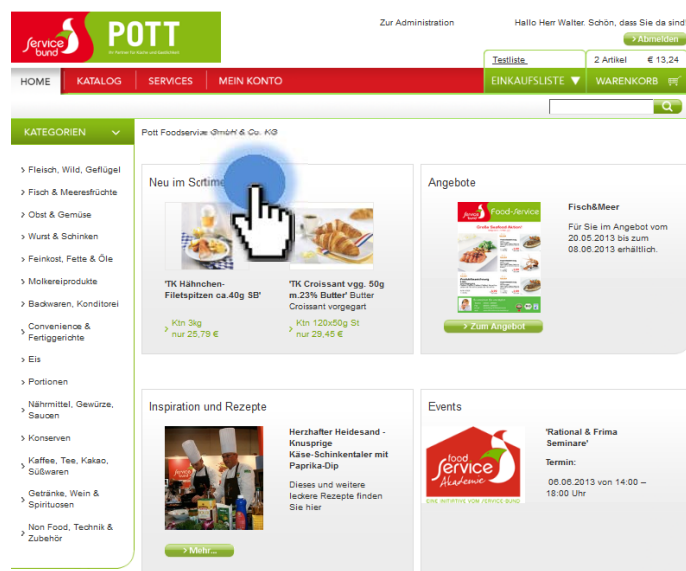 Zur Administration
Hallo Herr Walter. Schön, dass Sie da sind!
Abmelden
service bund
POTT
Ihr Partner für Küche und Gastlichkeit
Testliste
2 Artikel € 13,24
HOME KATALOG SERVICES MEIN KONTO EINKAUFSLISTE ▼ WARENKORB
KATEGORIEN
Pott Foodservice GmbH & Co. KG
Fleisch, Wild, Geflügel
Fisch & Meeresfrüchte
Obst & Gemüse
Wurst & Schinken
Feinkost, Fette & Öle
Molkereiprodukte
Backwaren, Konditorei
Convenience &
Fertiggerichte
Eis
Portionen
Nährmittel, Gewürze,
Saucen
Konserven
Kaffee, Tee, Kakao,
Süßwaren
Getränke, Wein &
Spirituosen
Non Food, Technik &
Zubehör
Neu im Sortime
'TK Hähnchen-
Filetspitzen ca.40g SB'
Ktn 3kg
nur 25,79 €
'TK Croissant vgg. 50g
m.23% Butter' Butter
Croissant vorgegart
Ktn 120x50g St
nur 29,45 €
Angebote
service bund
Food-Service
Große Seafood Aktion!
Fisch&Meer
Für Sie im Angebot vom
20.05.2013 bis zum
08.06.2013 erhältlich.
Zum Angebot
Inspiration und Rezepte
Herzhafter Heidesand -
Knusprige
Käse-Schinkentaler mit
Paprika-Dip
Dieses und weitere
leckere Rezepte finden
Sie hier
Mehr...
Events
food
service
Akademie
EINE INITIATIVE VON SERVICE BUND
'Rational & Frima
Seminare'
Termin:
06.06.2013 von 14:00 –
18:00 Uhr